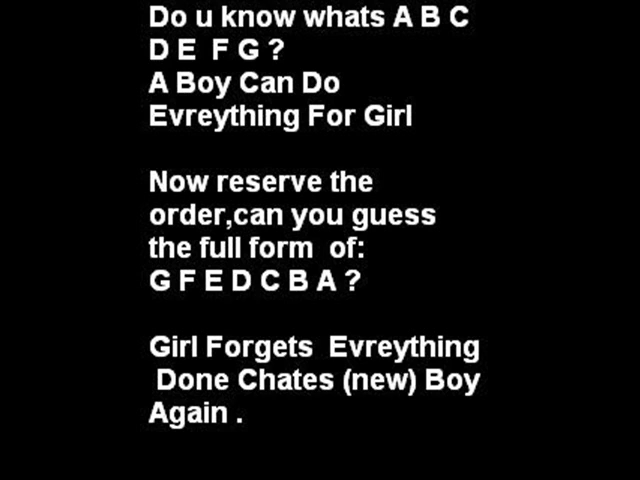 Do u know whats A B C
D E F G ?
A Boy Can Do
Evreything For Girl
Now reserve the
order,can you guess
the full form of:
G F E D C B A ?
Girl Forgets Evreything
Done Chates (new) Boy
Again .